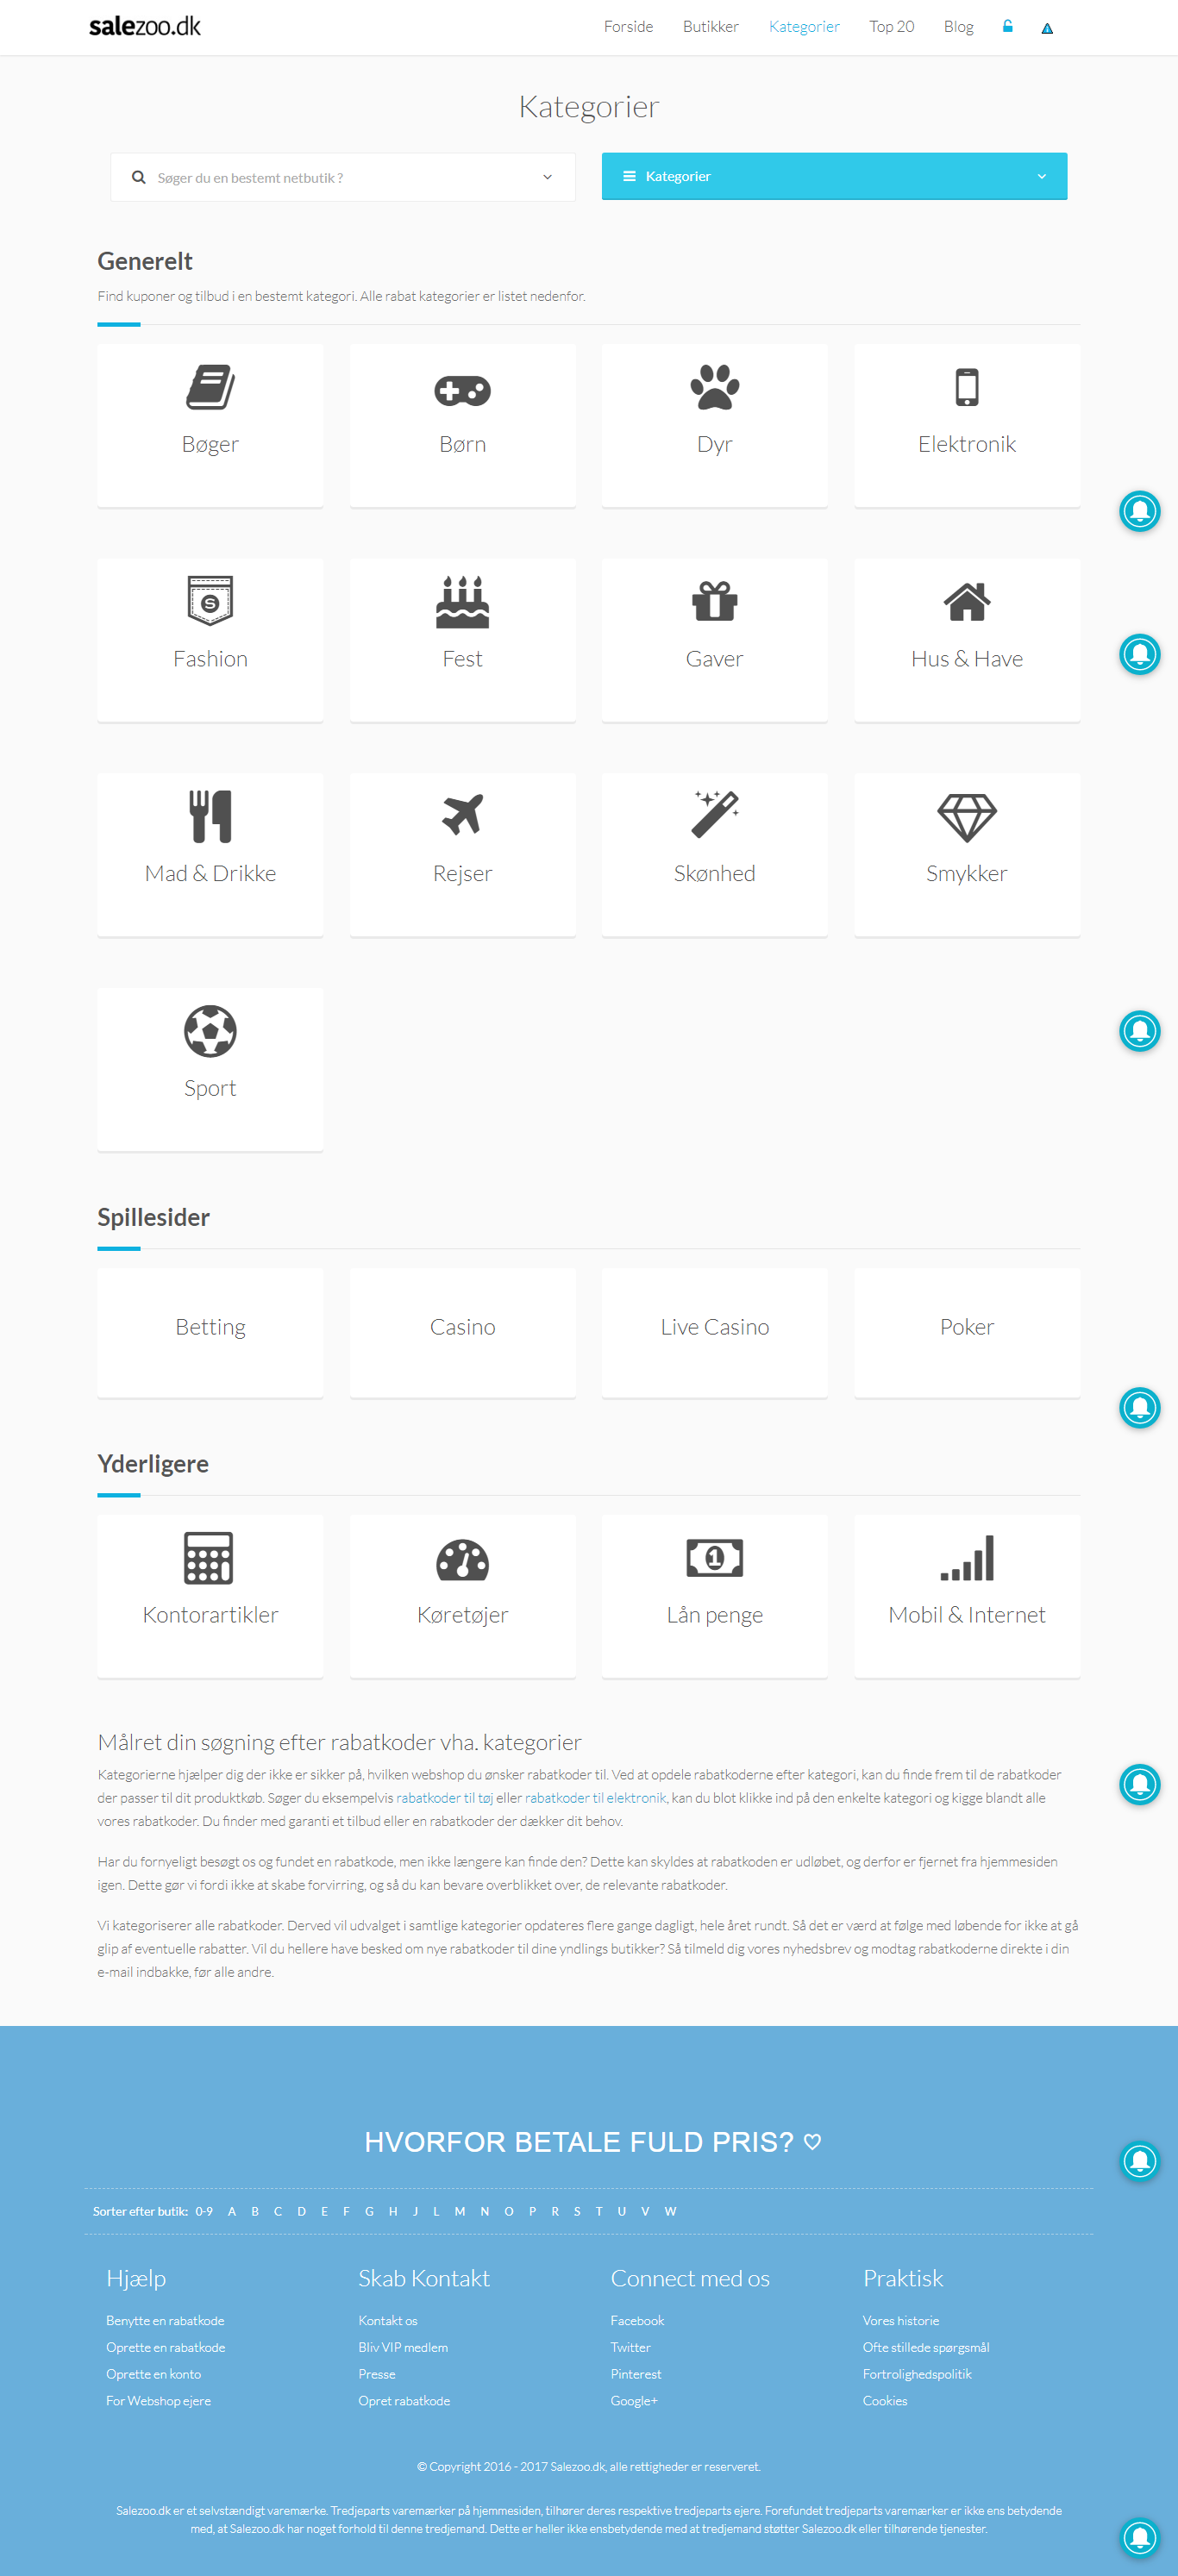 salezoo.dk
Forside Butikker Kategorier Top 20 Blog
Kategorier
Søger du en bestemt netbutik ?
Kategorier
Generelt
Find kuponer og tilbud i en bestemt kategori. Alle rabat kategorier er listet nedenfor.
Bøger Børn Dyr Elektronik
S
Fashion Fest Gaver Hus & Have
Mad & Drikke Rejser Skønhed Smykker
Sport
Spillesider
Betting Casino Live Casino Poker
Yderligere
1
Kontorartikler Køretøjer Lån penge Mobil & Internet
Målret din søgning efter rabatkoder vha. kategorier
Kategorierne hjælper dig der ikke er sikker på, hvilken webshop du ønsker rabatkoder til. Ved at opdele rabatkoderne efter kategori, kan du finde frem til de rabatkoder
der passer til dit produktkøb. Søger du eksempelvis rabatkoder til tøj eller rabatkoder til elektronik, kan du blot klikke ind på den enkelte kategori og kigge blandt alle
vores rabatkoder. Du finder med garanti et tilbud eller en rabatkoder der dækker dit behov.
Har du fornyeligt besøgt os og fundet en rabatkode, men ikke længere kan finde den? Dette kan skyldes at rabatkoden er udløbet, og derfor er fjernet fra hjemmesiden
igen. Dette gør vi fordi ikke at skabe forvirring, og så du kan bevare overblikket over, de relevante rabatkoder.
Vi kategoriserer alle rabatkoder. Derved vil udvalget i samtlige kategorier opdateres flere gange dagligt, hele året rundt. Så det er værd at følge med løbende for ikke at gå
glip af eventuelle rabatter. Vil du hellere have besked om nye rabatkoder til dine yndlings butikker? Så tilmeld dig vores nyhedsbrev og modtag rabatkoderne direkte i din
e-mail indbakke, før alle andre.
HVORFOR BETALE FULD PRIS? ♡
Sorter efter butik: 0-9 A B C D E F G H J L M N O P R S T U V W
Hjælp Skab Kontakt Connect med os Praktisk
Benytte en rabatkode Kontakt os Facebook Vores historie
Oprette en rabatkode Bliv VIP medlem Twitter Ofte stillede spørgsmål
Oprette en konto Presse Pinterest Fortrolighedspolitik
For Webshop ejere Opret rabatkode Google+ Cookies
© Copyright 2016 - 2017 Salezoo.dk, alle rettigheder er reserveret.
Salezoo.dk er et selvstændigt varemærke. Tredjeparts varemærker på hjemmesiden, tilhører deres respektive tredjeparts ejere. Forefundet tredjeparts varemærker er ikke ens betydende
med, at Salezoo.dk har noget forhold til denne tredjemand. Dette er heller ikke ensbetydende med at tredjemand støtter Salezoo.dk eller tilhørende tjenester.